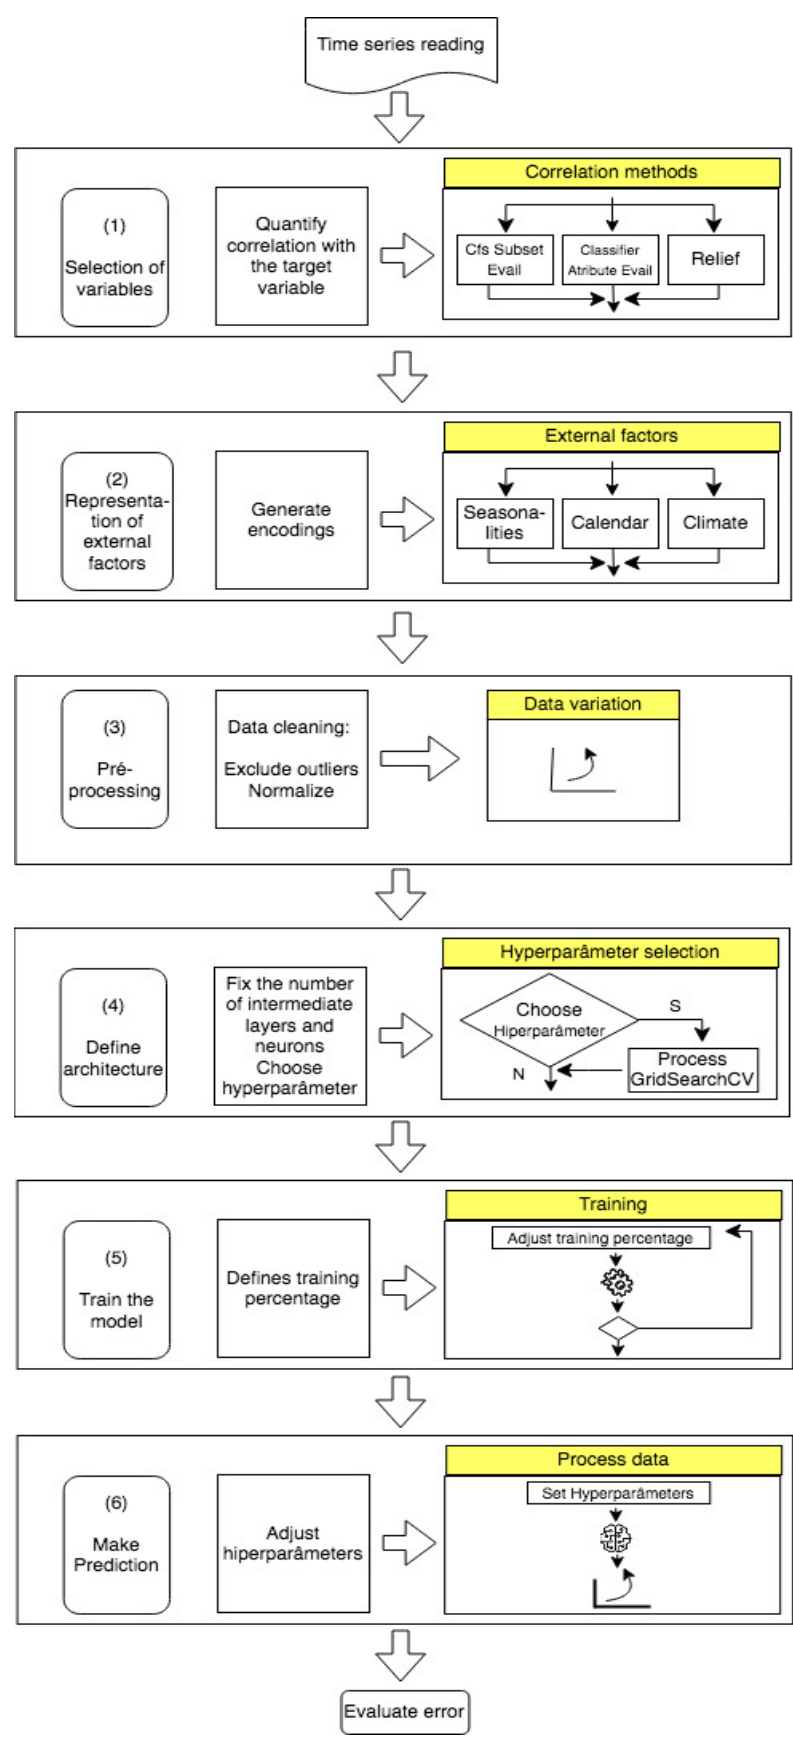 Time series reading
(1)
Selection of
variables
Quantify
correlation with
the target
variable
Correlation methods
Cfs Subset
Evail
Classifier
Atribute Evail
Relief
(2)
Representa-
tion of
external
factors
Generate
encodings
External factors
Seasona-
lities
Calendar
Climate
(3)
Pré-
processing
Data cleaning:
Exclude outliers
Normalize
Data variation
(4)
Define
architecture
Fix the number
of intermediate
layers and
neurons
Choose
hyperparâmeter
Hyperparâmeter selection
Choose
Hiperparâmeter
S
Process
GridSearchCV
N
(5)
Train the
model
Defines training
percentage
Training
Adjust training percentage
(6)
Make
Prediction
Adjust
hiperparâmeters
Process data
Set Hyperparâmeters
Evaluate error